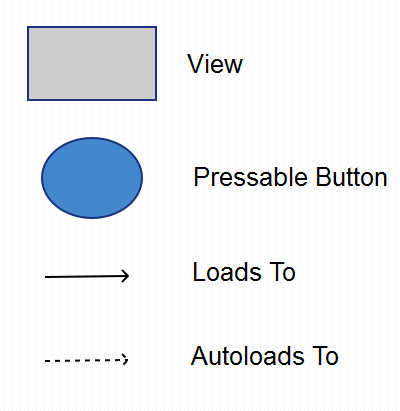 View
Pressable Button
Loads To
Autoloads To